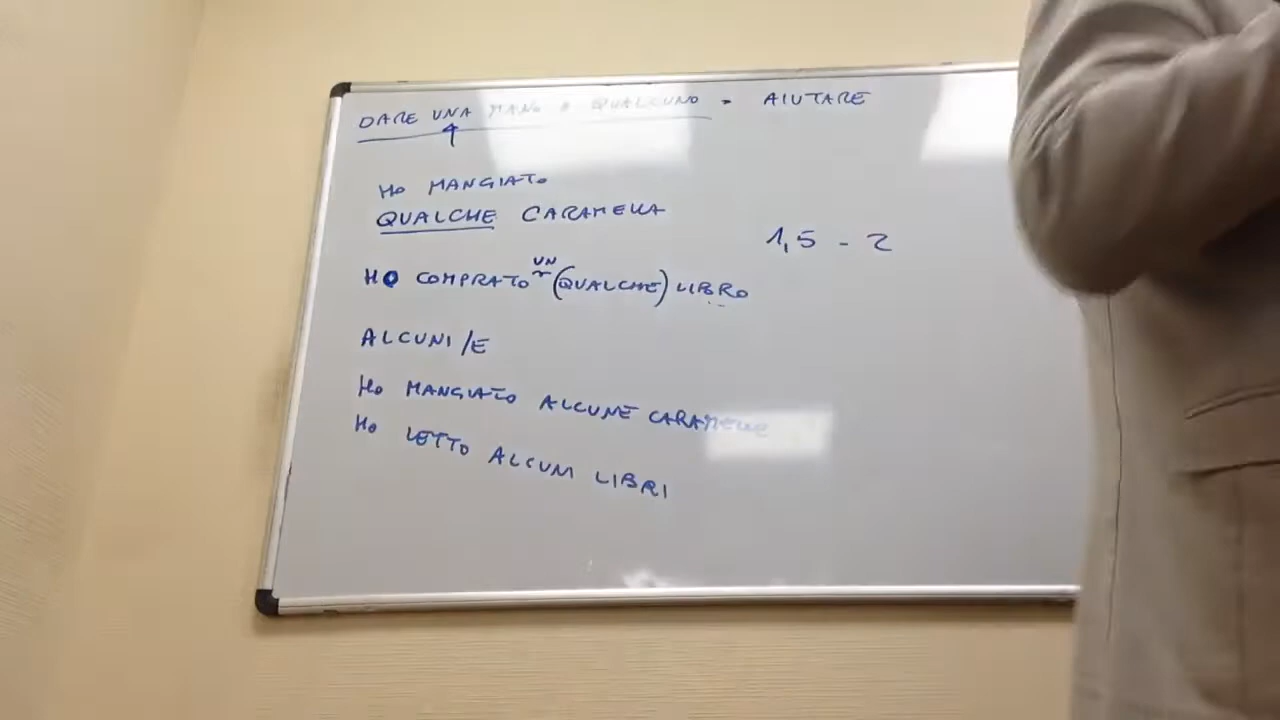 DARE UNA MANO A QUALCUNO = AIUTARE
HO MANGIATO
QUALCHE CARAMELLA
1,5 - 2
UN
HO COMPRATO (QUALCHE) LIBRO
ALCUNI/E
HO MANGIATO ALCUNE CARAMELLE
HO LETTO ALCUNI LIBRI